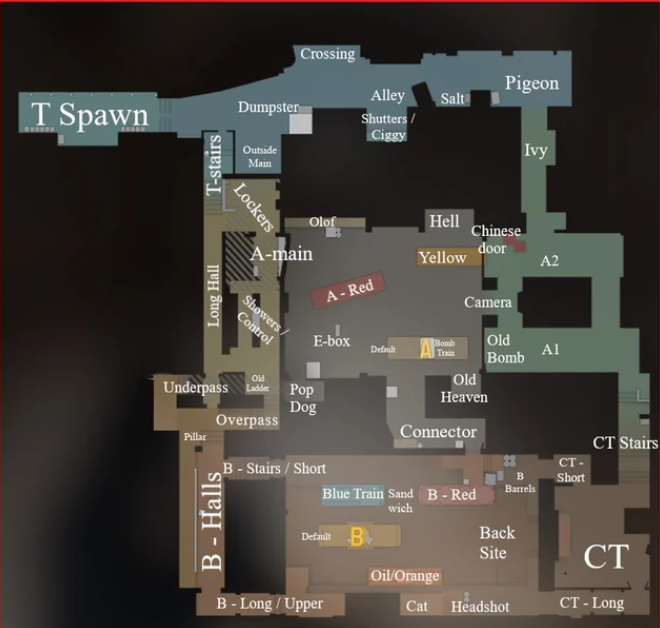 Crossing
T Spawn
Dumpster
Alley
Salt
Pigeon
Shutters /
Ciggy
Outside
Main
T-stairs
Ivy
Lockers
Olof
Hell
Chinese
door
A-main
Yellow
A2
Long Hall
A - Red
Camera
Showers /
Control
E-box
Default
A
Bomb
Train
Old
Bomb
A1
Underpass
Old
Ladder
Pop
Dog
Old
Heaven
Overpass
Connector
Pillar
CT Stairs
B - Stairs / Short
CT -
Short
B - Halls
Blue Train
Sand
wich
B - Red
B
Barrels
Default
B
Back
Site
CT
Oil/Orange
B - Long / Upper
Cat
Headshot
CT - Long